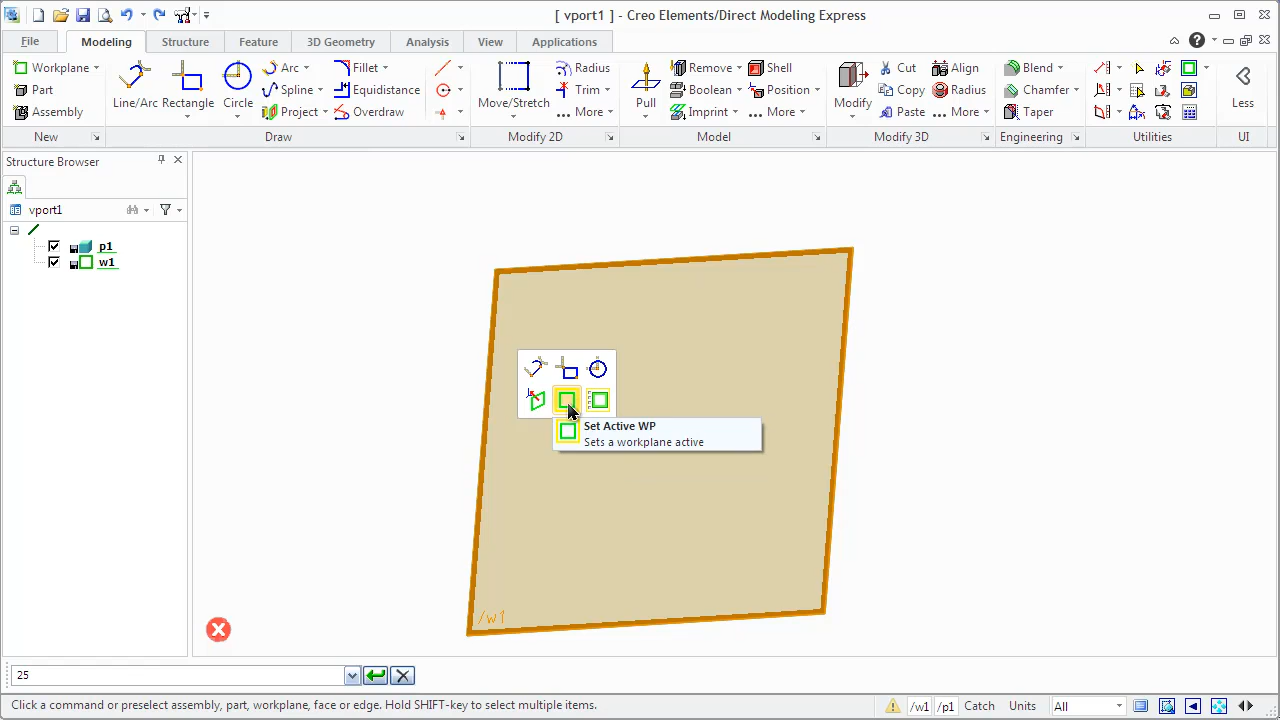 [ vport1 ] - Creo Elements/Direct Modeling Express
File Modeling Structure Feature 3D Geometry Analysis View Applications
Workplane Part Assembly New
Line/Arc Rectangle Circle Arc Spline Project Fillet Equidistance Overdraw Draw
Move/Stretch Radius Trim More Modify 2D
Pull Remove Boolean Imprint Shell Position More Model
Modify Cut Copy Paste Align Radius More Modify 3D
Blend Chamfer Taper Engineering
Utilities
Less UI
Structure Browser
vport1
p1
w1
Set Active WP
Sets a workplane active
/w1
25
Click a command or preselect assembly, part, workplane, face or edge. Hold SHIFT-key to select multiple items.
/w1 /p1 Catch Units All